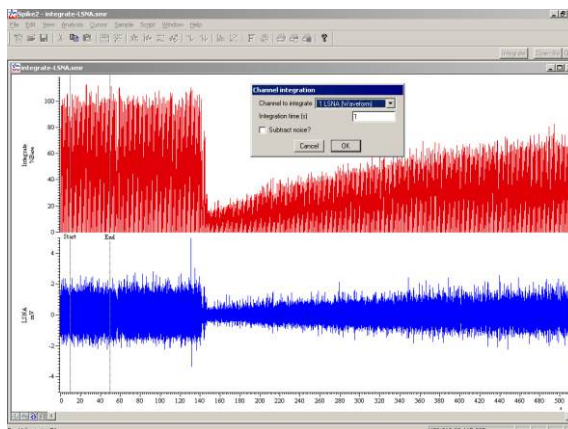 Spike2 - integrate-LSNA.smr
File Edit View Analysis Cursor Sample Script Window Help
Integrate
integrate-LSNA.smr
Channel integration
Channel to integrate 1 LSNA (Waveform)
Integration time (s) 1
Subtract noise?
Cancel OK
100
80
60
40
20
0
Integrate
%Base
Start End
4
2
0
-2
-4
LSNA
mV
0 20 40 60 80 100 120 140 160 180 200 220 240 260 280 300 320 340 360 380 400 420 440 460 480 500
s